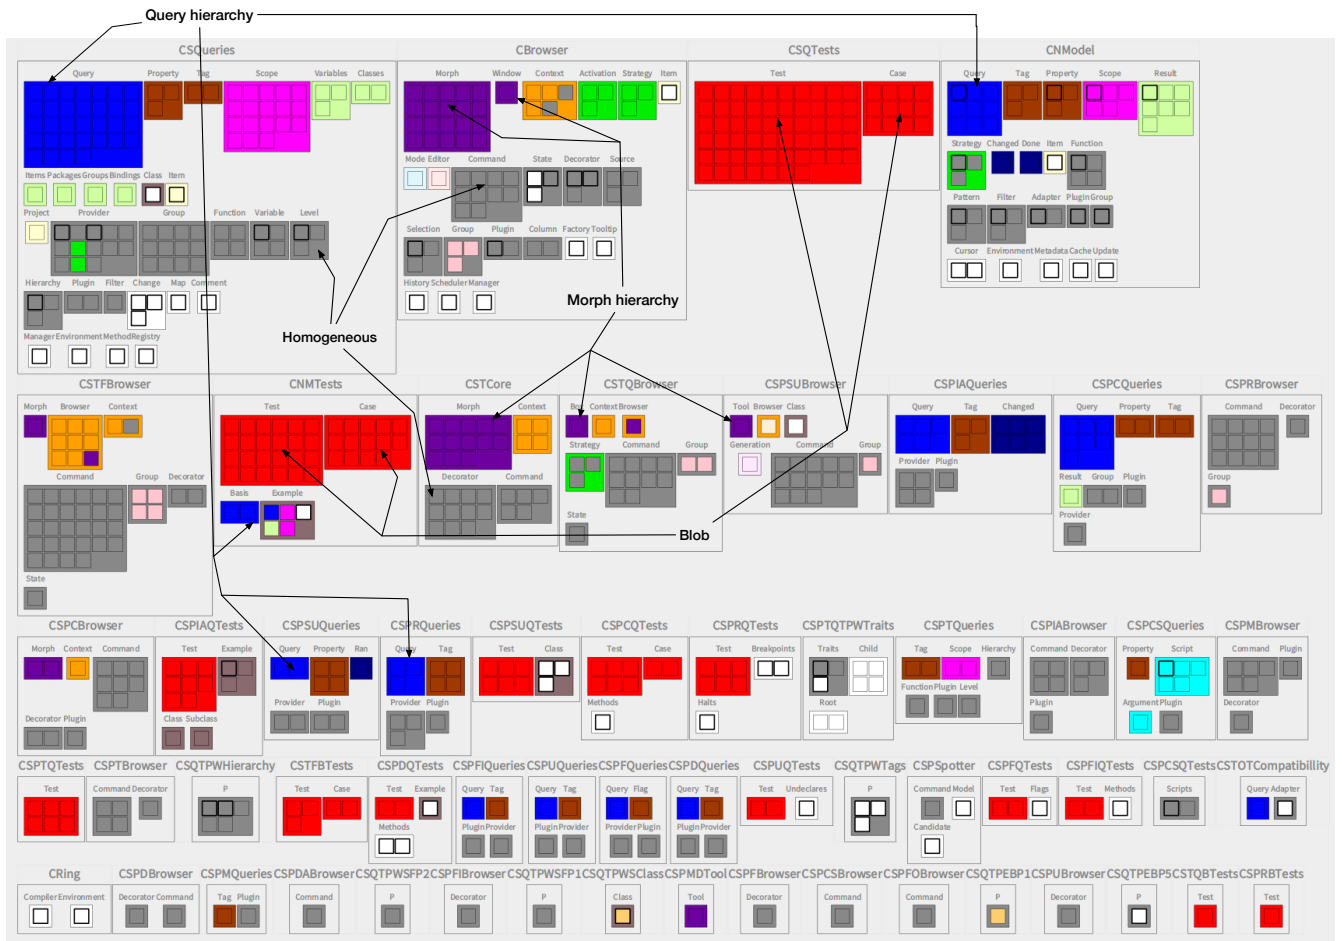 Query hierarchy
CSQueries CBrowser CSQTests CNModel
Query Property Tag Scope Variables Classes Morph Window Context Activation Strategy Item Test Case Query Tag Property Scope Result
Strategy Changed Done Item Function
Mode Editor Command State Decorator Source
Items Packages Groups Bindings Class Item
Pattern Filter Adapter Plugin Group
Project Provider Group Function Variable Level
Selection Group Plugin Column Factory Tooltip
Cursor Environment Metadata Cache Update
Hierarchy Plugin Filter Change Map Comment
History Scheduler Manager
Morph hierarchy
Homogeneous
Manager Environment Method Registry
CSTFBrowser CNMTests CSTCore CSTQBrowser CSPSUBrowser CSPIAQueries CSPCQueries CSPRBrowser
Morph Browser Context Test Case Morph Context Box Context Browser Tool Browser Class Query Tag Changed Query Property Tag Command Decorator
Strategy Command Group Generation Command Group
Provider Plugin
Command Group Decorator Decorator Command Result Group Plugin Group
Basis Example
State Provider
Blob
State
CSPCBrowser CSPIAQTests CSPSUQueries CSPRQueries CSPSUQTests CSPCQTests CSPRQTests CSPTQTPWTraits CSPTQueries CSPIABrowser CSPCSQueries CSPMBrowser
Morph Context Command Test Example Query Property Ran Query Tag Test Class Test Case Test Breakpoints Traits Child Tag Scope Hierarchy Command Decorator Property Script Command Plugin
Function Plugin Level
Provider Plugin Provider Plugin Methods Halts Root Plugin Argument Plugin Decorator
Decorator Plugin Class Subclass
CSPTQTests CSPTBrowser CSQTPWHierarchy CSTFBTests CSPDQTests CSPFIQueries CSPUQueries CSPFQueries CSPDQueries CSPUQTests CSQTPWTags CSPSpotter CSPFQTests CSPFIQTests CSPCSQTests CSTOTCompatibillity
Test Command Decorator P Test Case Test Example Query Tag Query Tag Query Flag Query Tag Test Undeclares P Command Model Test Flags Test Methods Scripts Query Adapter
Methods Plugin Provider Plugin Provider Provider Plugin Plugin Provider Candidate
CRing CSPDBrowser CSPMQueries CSPDABrowser CSQTPWSFP2 CSPFIBrowser CSQTPWSFP1 CSQTPWSClass CSPMDTool CSPFBrowser CSPCSBrowser CSPFOBrowser CSQTPEBP1 CSPUBrowser CSQTPEBP5 CSTQBTests CSPRBTests
Compiler Environment Decorator Command Tag Plugin Command P Decorator P Class Tool Decorator Command Command P Decorator P Test Test